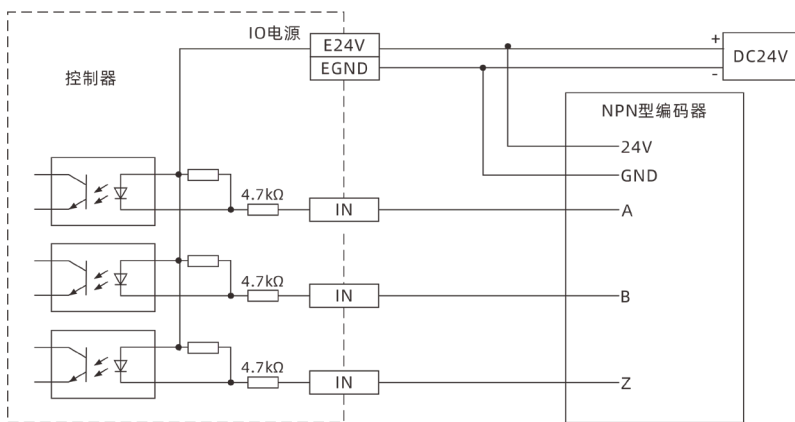 IO电源
E24V
EGND
+
-
DC24V
控制器
NPN型编码器
24V
GND
4.7kΩ
IN
A
4.7kΩ
IN
B
4.7kΩ
IN
Z